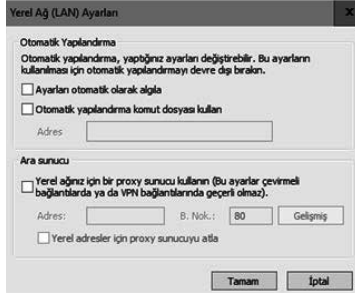 Yerel Ağ (LAN) Ayarları
Otomatik Yapılandırma
Otomatik yapılandırma, yaptığınız ayarları değiştirebilir. Bu ayarların
kullanılması için otomatik yapılandırmayı devre dışı bırakın.
Ayarları otomatik olarak algıla
Otomatik yapılandırma komut dosyası kullan
Adres
Ara sunucu
Yerel ağınız için bir proxy sunucu kullanın (Bu ayarlar çevirmeli
bağlantılarda ya da VPN bağlantılarında geçerli olmaz).
Adres: B. Nok.: 80 Gelişmiş
Yerel adresler için proxy sunucuyu atla
Tamam İptal